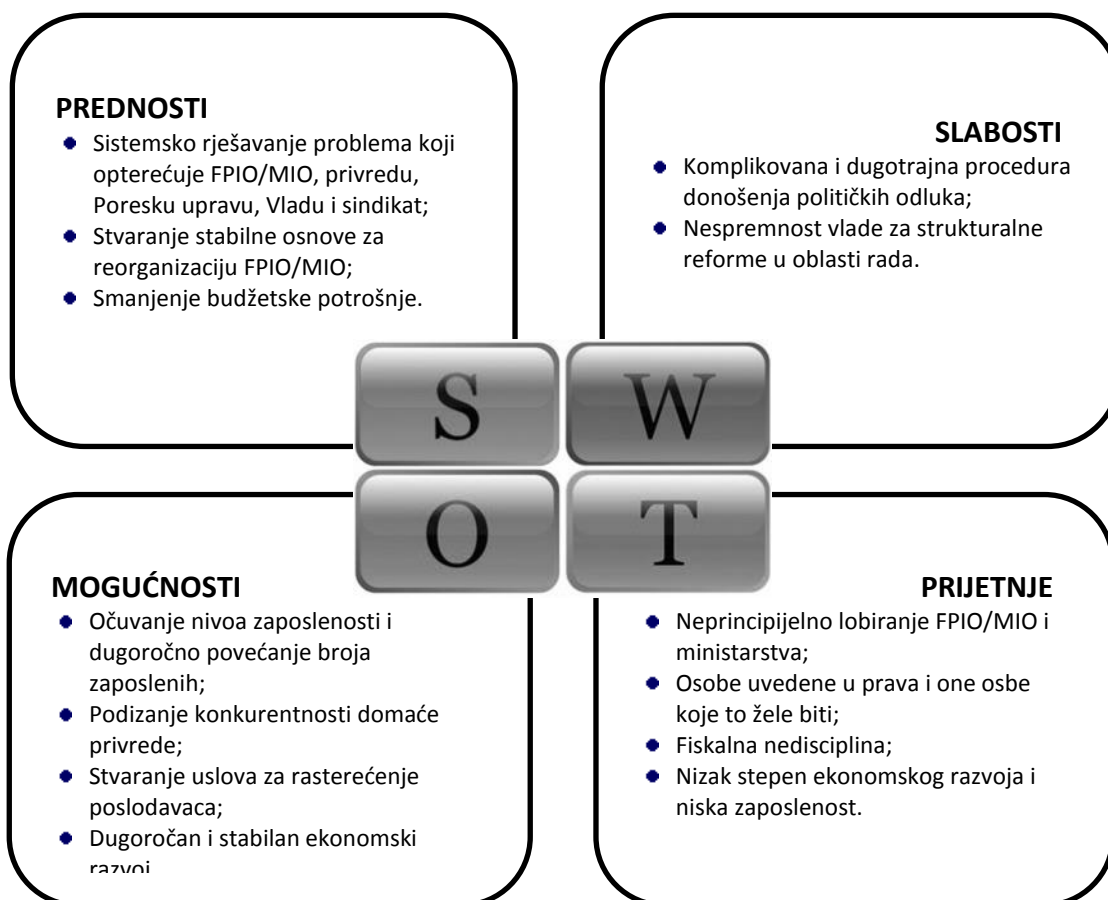 PREDNOSTI
Sistemsko rješavanje problema koji
opterećuje FPIO/MIO, privredu,
Poresku upravu, Vladu i sindikat;
Stvaranje stabilne osnove za
reorganizaciju FPIO/MIO;
Smanjenje budžetske potrošnje.
SLABOSTI
Komplikovana i dugotrajna procedura
donošenja političkih odluka;
Nespremnost vlade za strukturalne
reforme u oblasti rada.
S
W
O
T
MOGUĆNOSTI
Očuvanje nivoa zaposlenosti i
dugoročno povećanje broja
zaposlenih;
Podizanje konkurentnosti domaće
privrede;
Stvaranje uslova za rasterećenje
poslodavaca;
Dugoročan i stabilan ekonomski
razvoj
PRIJETNJE
Neprincipijelno lobiranje FPIO/MIO i
ministarstva;
Osobe uvedene u prava i one osbe
koje to žele biti;
Fiskalna nedisciplina;
Nizak stepen ekonomskog razvoja i
niska zaposlenost.